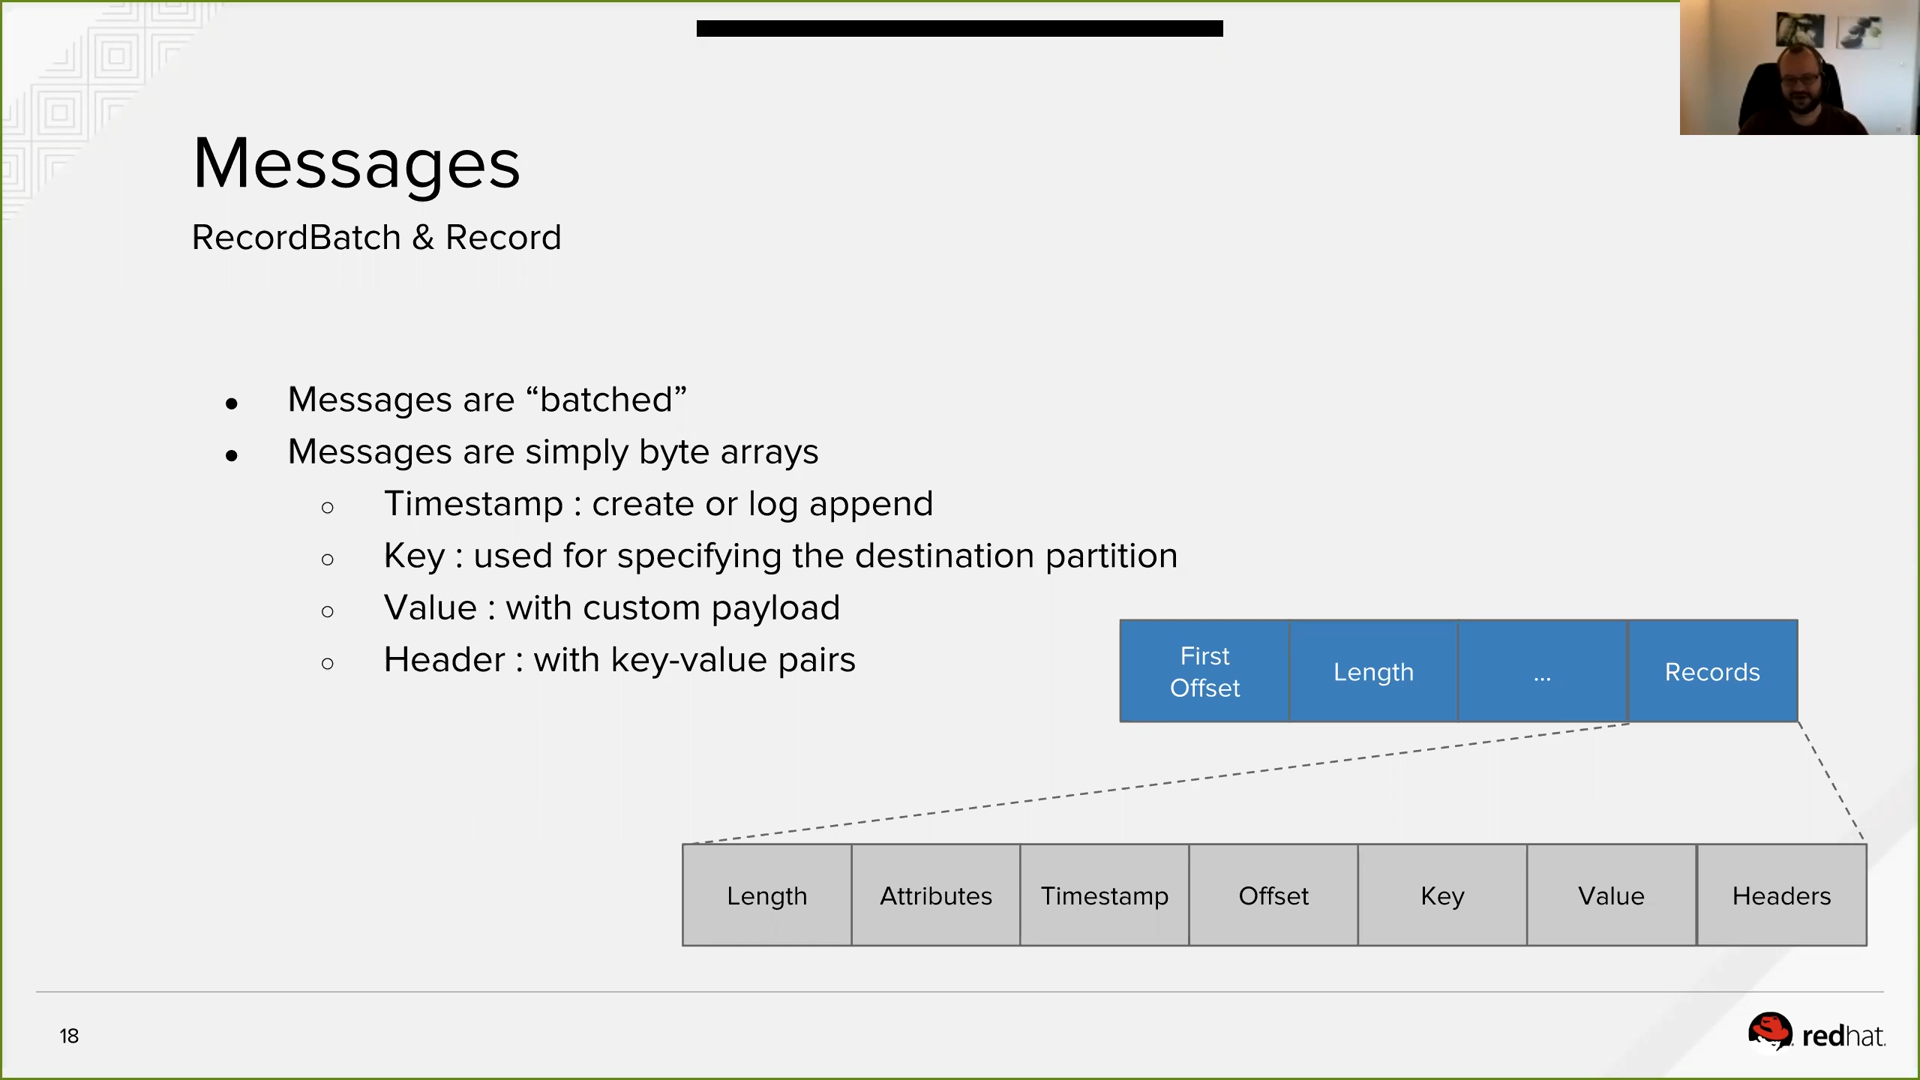 Messages
RecordBatch & Record
● Messages are “batched”
● Messages are simply byte arrays
○ Timestamp : create or log append
○ Key : used for specifying the destination partition
○ Value : with custom payload
○ Header : with key-value pairs
First
Offset
Length
...
Records
Length
Attributes
Timestamp
Offset
Key
Value
Headers
18
redhat.